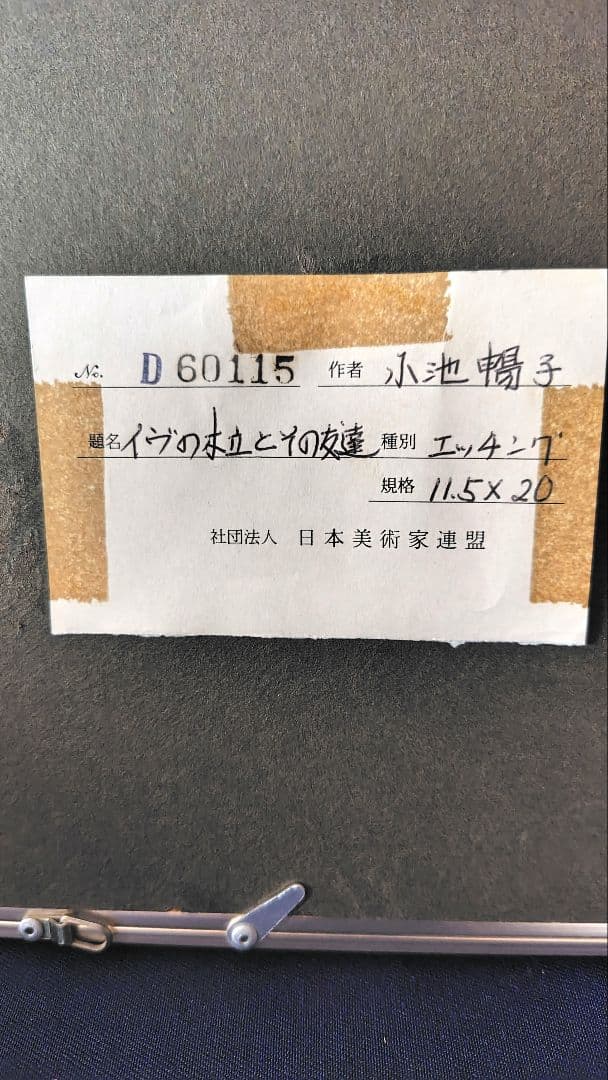 No. D 60115 作者 小池暢子
題名 イヴの木立とその友達 種別 エッチング
規格 11.5×20
社団法人 日本美術家連盟